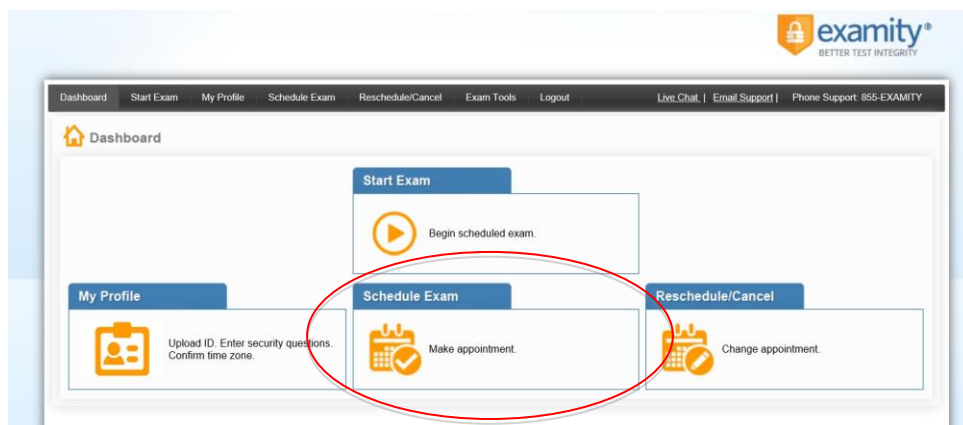 examity®
BETTER TEST INTEGRITY
Dashboard Start Exam My Profile Schedule Exam Reschedule/Cancel Exam Tools Logout Live Chat | Email Support | Phone Support: 855-EXAMITY
Dashboard
Start Exam
Begin scheduled exam.
My Profile
Upload ID. Enter security questions.
Confirm time zone.
Schedule Exam
Make appointment.
Reschedule/Cancel
Change appointment.